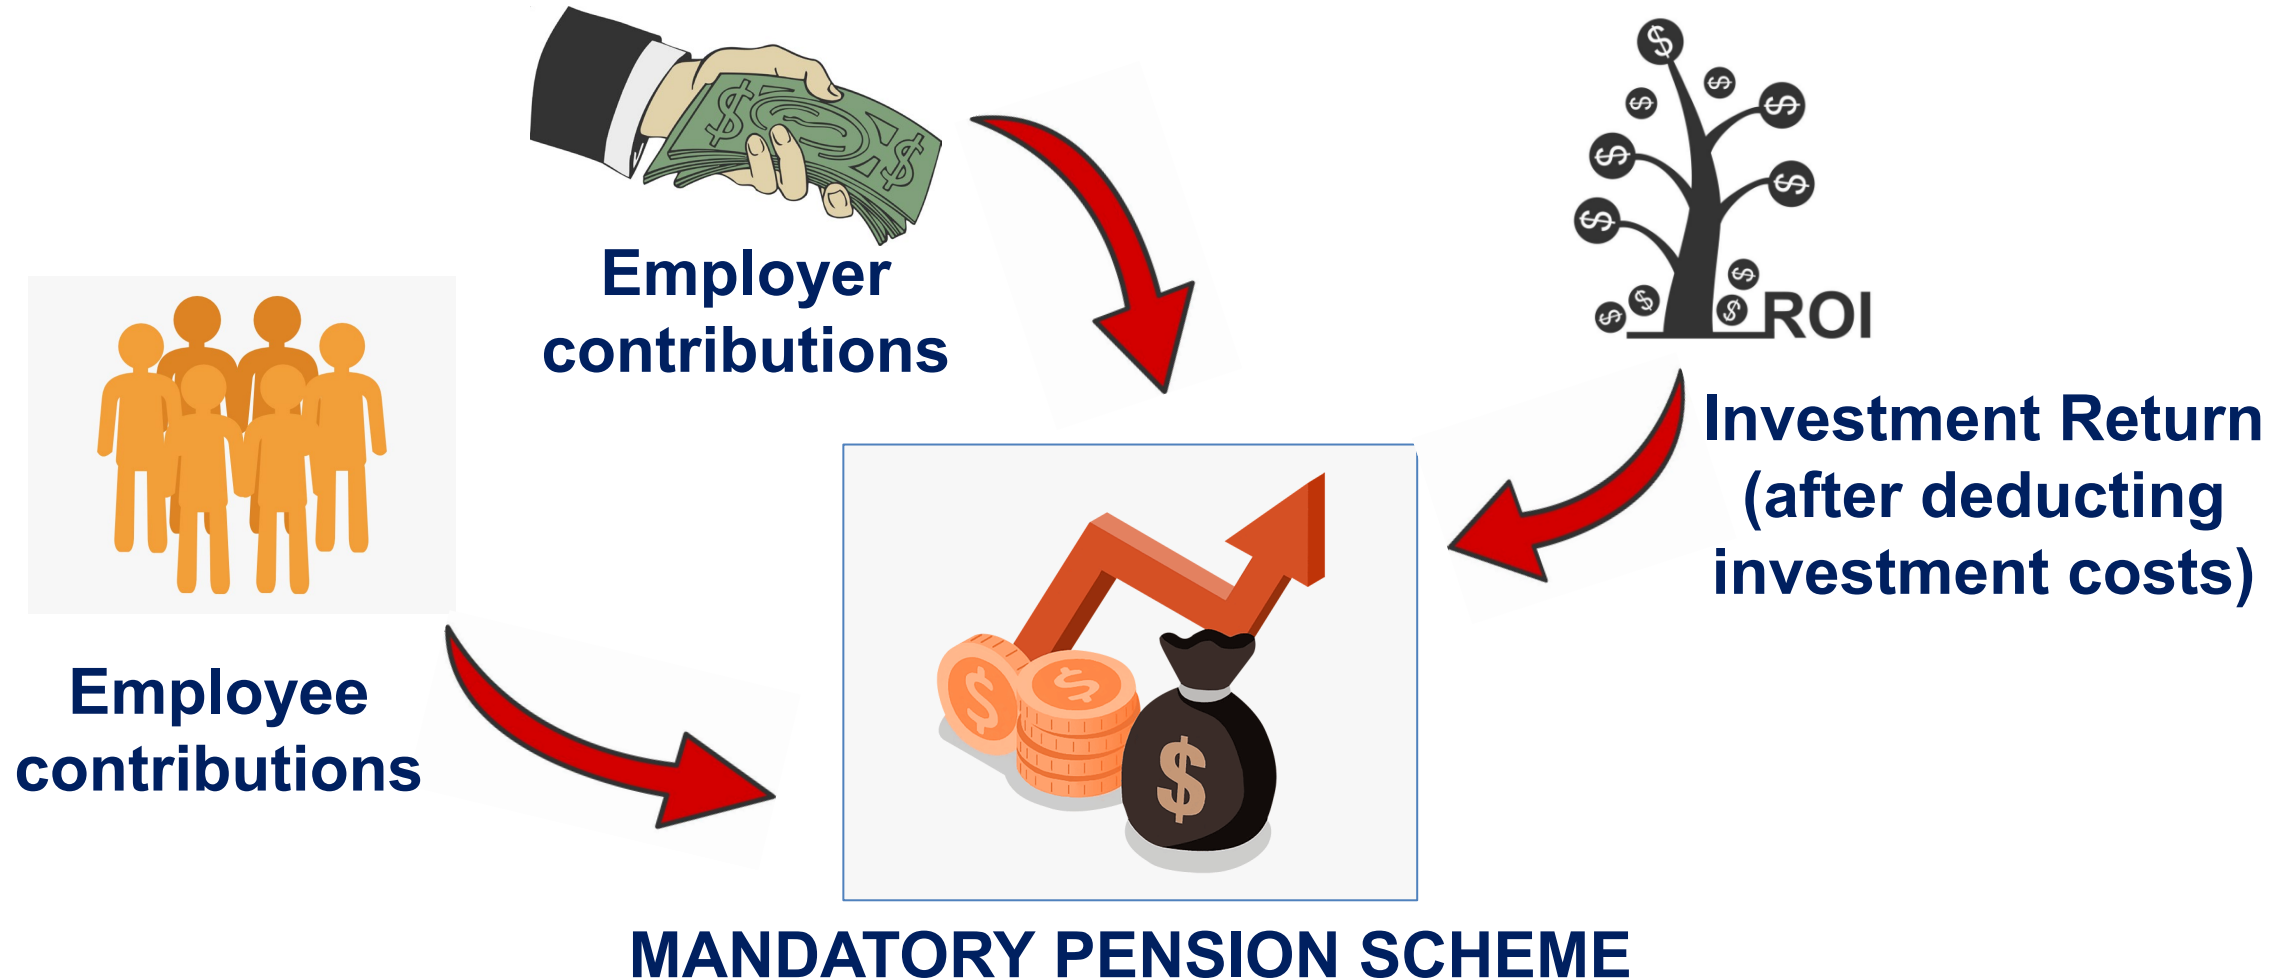 Employer
contributions
ROI
Investment Return
(after deducting
investment costs)
Employee
contributions
MANDATORY PENSION SCHEME